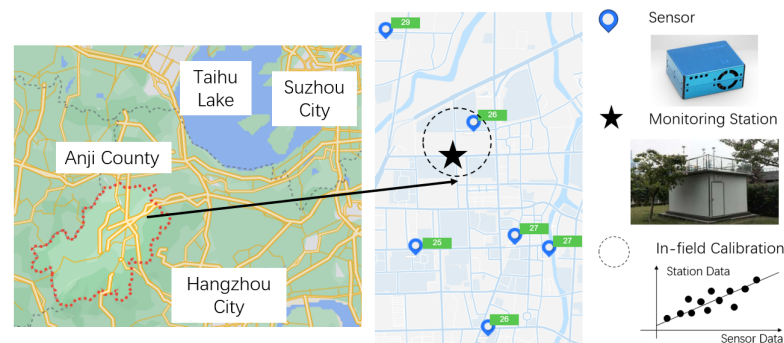 Taihu
Lake
Suzhou
City
Anji County
Hangzhou
City
29
26
25
27
27
26
Sensor
Monitoring Station
In-field Calibration
Station Data
Sensor Data